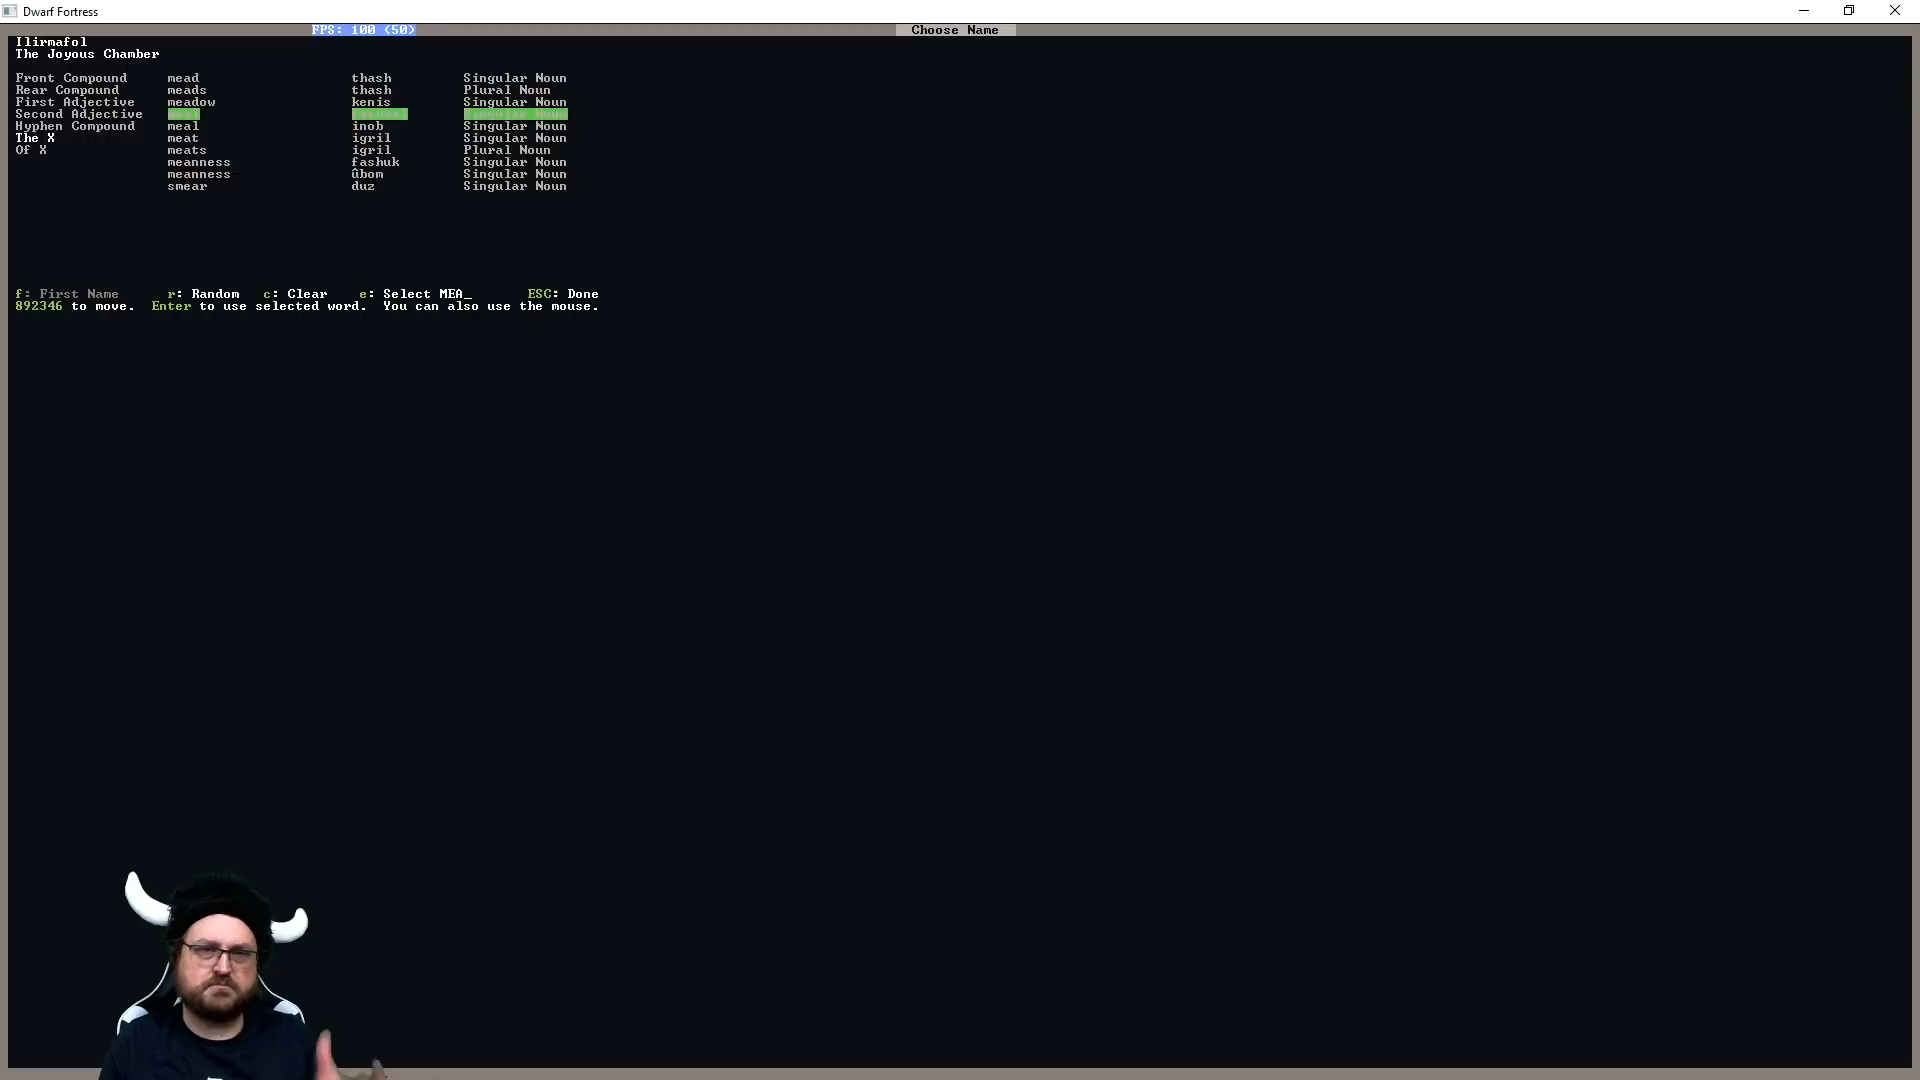 Dwarf Fortress
FPS: 100 (50)
Choose Name
Ilirmafol
The Joyous Chamber
Front Compound mead thash Singular Noun
Rear Compound meads thash Plural Noun
First Adjective meadow kenis Singular Noun
Second Adjective
Hyphen Compound meal inob Singular Noun
The X meat igril Singular Noun
Of X meats igril Plural Noun
meanness fashuk Singular Noun
meanness ûbom Singular Noun
smear duz Singular Noun
f: First Name r: Random c: Clear e: Select MEA_ ESC: Done
892346 to move. Enter to use selected word. You can also use the mouse.